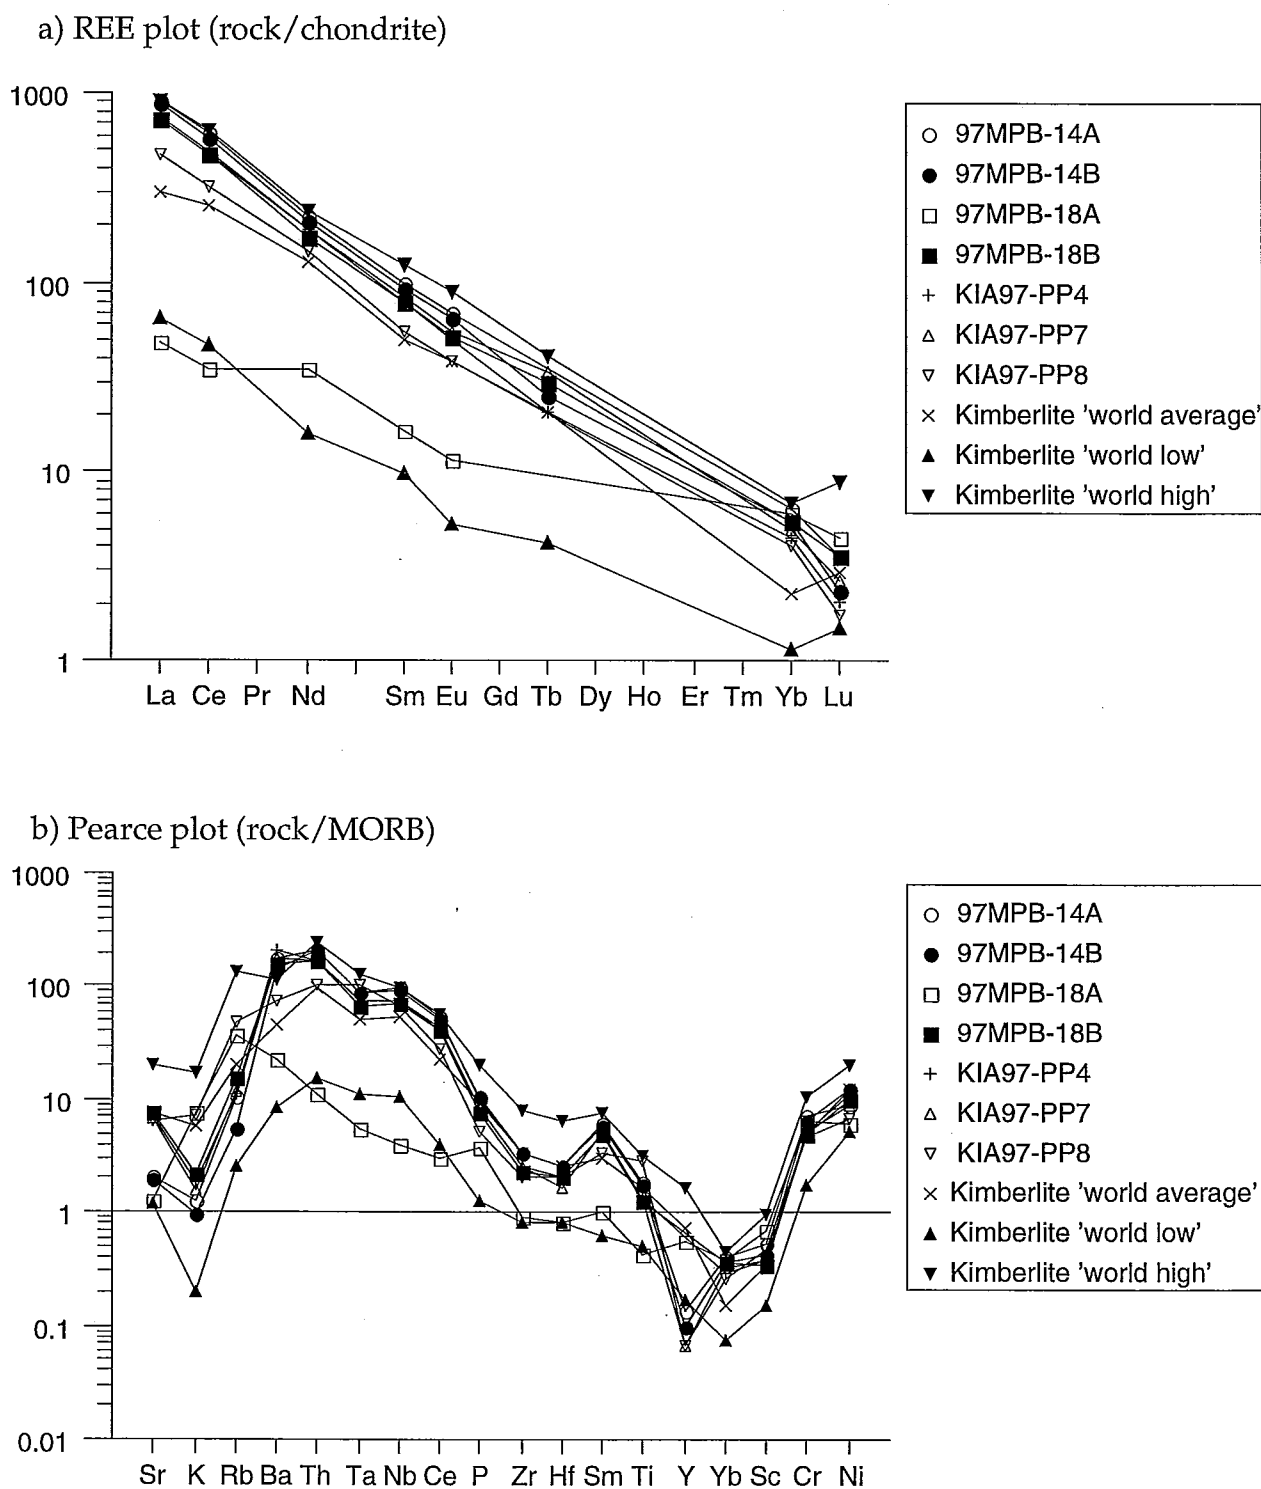 a) REE plot (rock/chondrite)
1000
100
10
1
La Ce Pr Nd Sm Eu Gd Tb Dy Ho Er Tm Yb Lu
97MPB-14A
97MPB-14B
97MPB-18A
97MPB-18B
KIA97-PP4
KIA97-PP7
KIA97-PP8
Kimberlite 'world average'
Kimberlite 'world low'
Kimberlite 'world high'
b) Pearce plot (rock/MORB)
1000
100
10
1
0.1
0.01
Sr K Rb Ba Th Ta Nb Ce P Zr Hf Sm Ti Y Yb Sc Cr Ni
97MPB-14A
97MPB-14B
97MPB-18A
97MPB-18B
KIA97-PP4
KIA97-PP7
KIA97-PP8
Kimberlite 'world average'
Kimberlite 'world low'
Kimberlite 'world high'